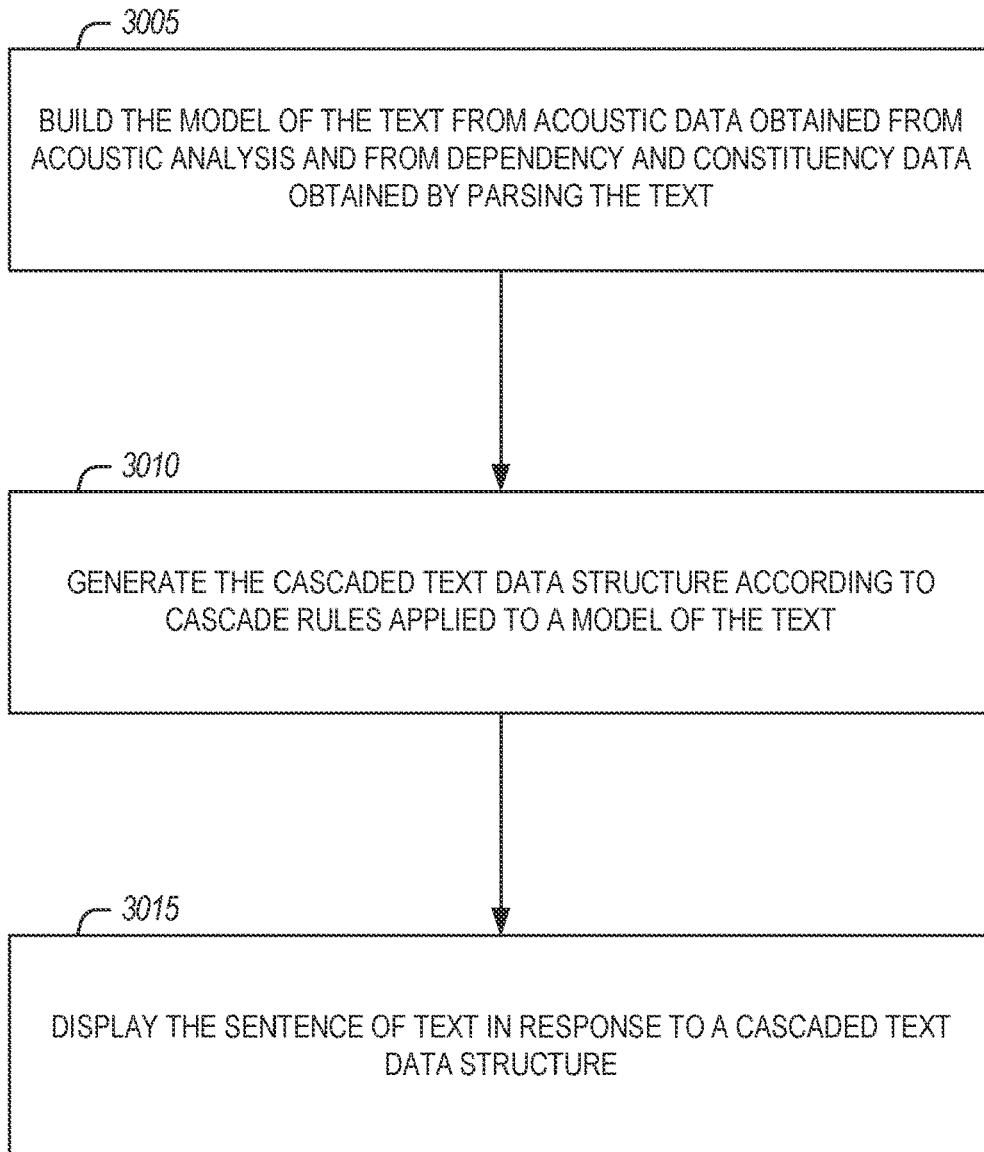 3005
BUILD THE MODEL OF THE TEXT FROM ACOUSTIC DATA OBTAINED FROM
ACOUSTIC ANALYSIS AND FROM DEPENDENCY AND CONSTITUENCY DATA
OBTAINED BY PARSING THE TEXT
3010
GENERATE THE CASCADED TEXT DATA STRUCTURE ACCORDING TO
CASCADE RULES APPLIED TO A MODEL OF THE TEXT
3015
DISPLAY THE SENTENCE OF TEXT IN RESPONSE TO A CASCADED TEXT
DATA STRUCTURE